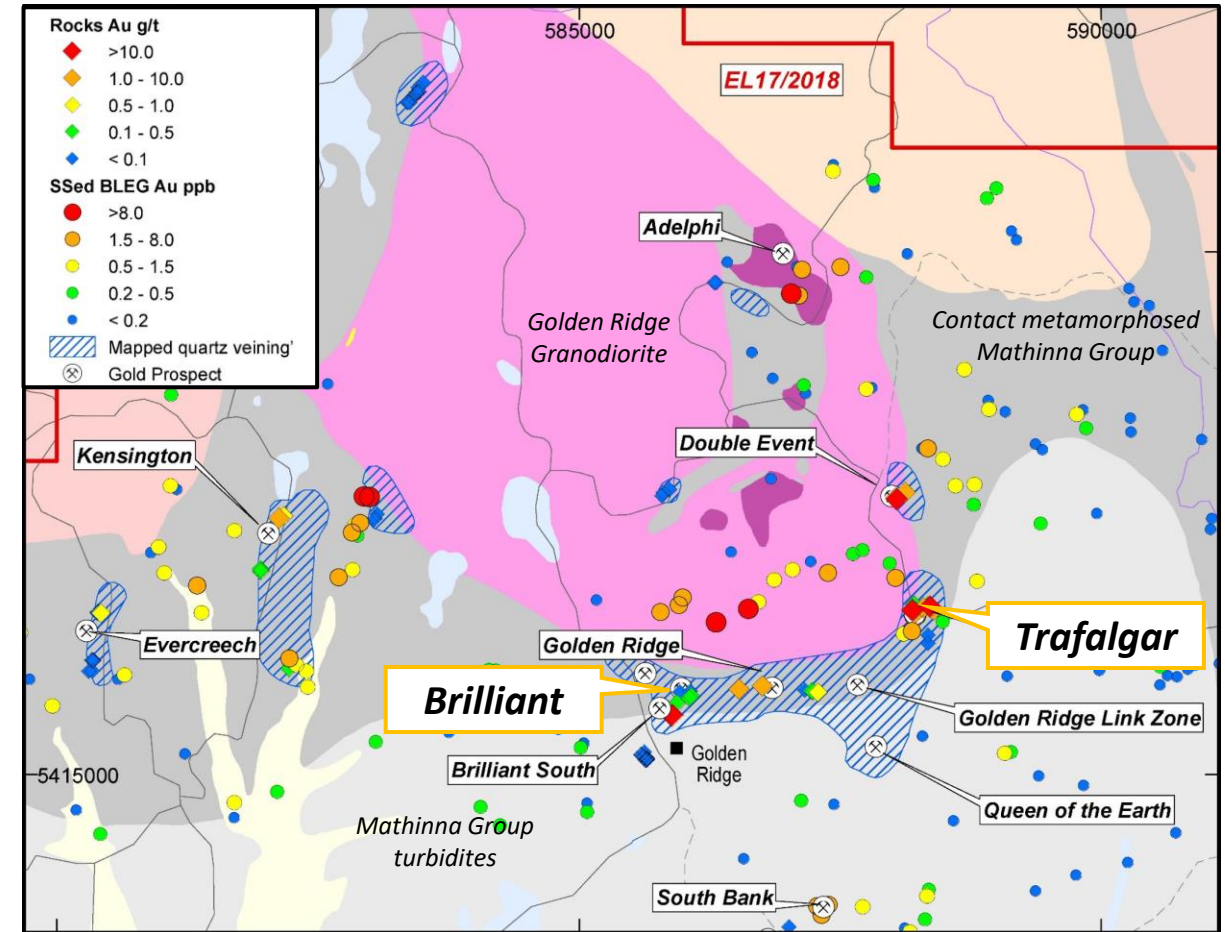 Rocks Au g/t
>10.0
1.0 - 10.0
0.5 - 1.0
0.1 - 0.5
< 0.1
SSed BLEG Au ppb
>8.0
1.5 - 8.0
0.5 - 1.5
0.2 - 0.5
< 0.2
Mapped quartz veining'
Gold Prospect
585000
590000
EL17/2018
Adelphi
Golden Ridge
Granodiorite
Contact metamorphosed
Mathinna Group
Kensington
Double Event
Evercreech
Golden Ridge
Trafalgar
Brilliant
Golden Ridge Link Zone
Brilliant South
Golden
Ridge
5415000
Queen of the Earth
Mathinna Group
turbidites
South Bank